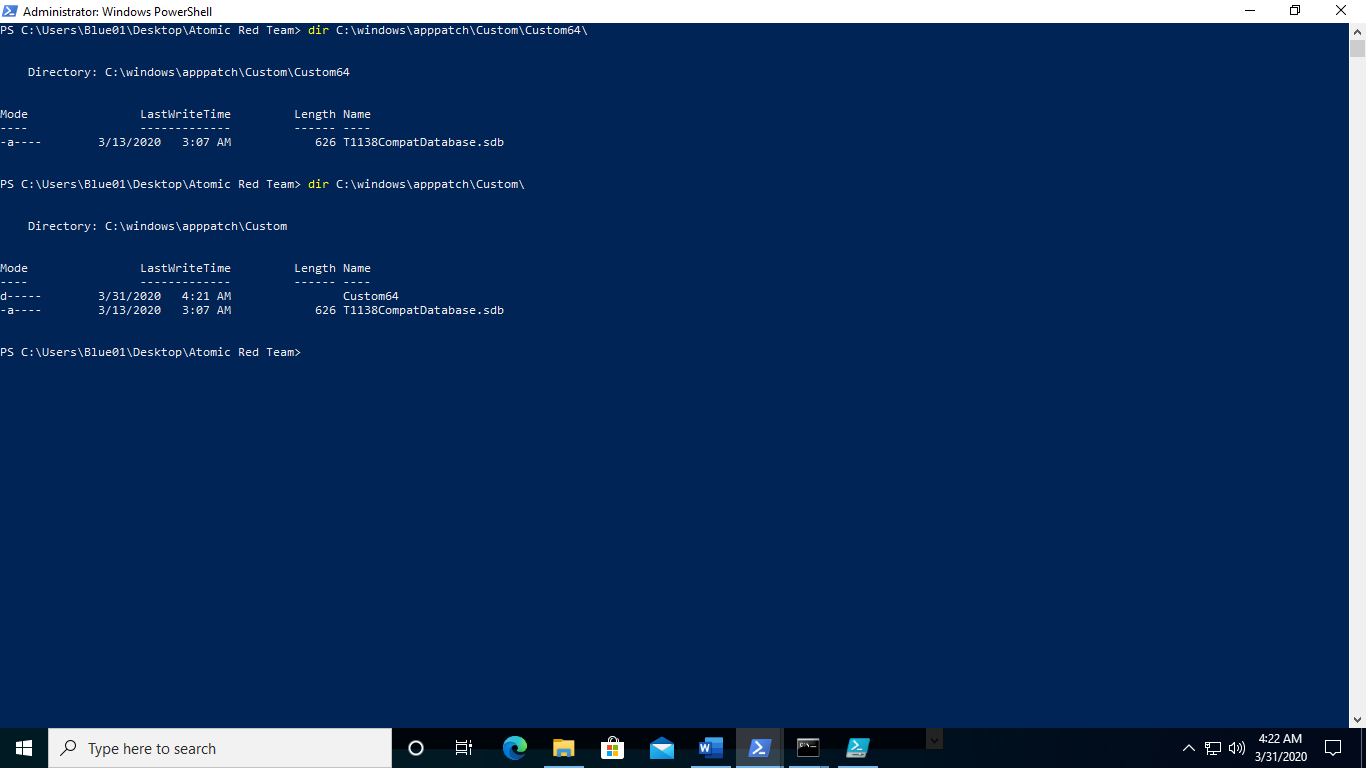 Administrator: Windows PowerShell
PS C:\Users\Blue01\Desktop\Atomic Red Team> dir C:\windows\apppatch\Custom\Custom64\
Directory: C:\windows\apppatch\Custom\Custom64
Mode LastWriteTime Length Name
---- ------------- ------ ----
-a---- 3/13/2020 3:07 AM 626 T1138CompatDatabase.sdb
PS C:\Users\Blue01\Desktop\Atomic Red Team> dir C:\windows\apppatch\Custom\
Directory: C:\windows\apppatch\Custom
Mode LastWriteTime Length Name
---- ------------- ------ ----
d----- 3/31/2020 4:21 AM Custom64
-a---- 3/13/2020 3:07 AM 626 T1138CompatDatabase.sdb
PS C:\Users\Blue01\Desktop\Atomic Red Team>
Type here to search
4:22 AM
3/31/2020